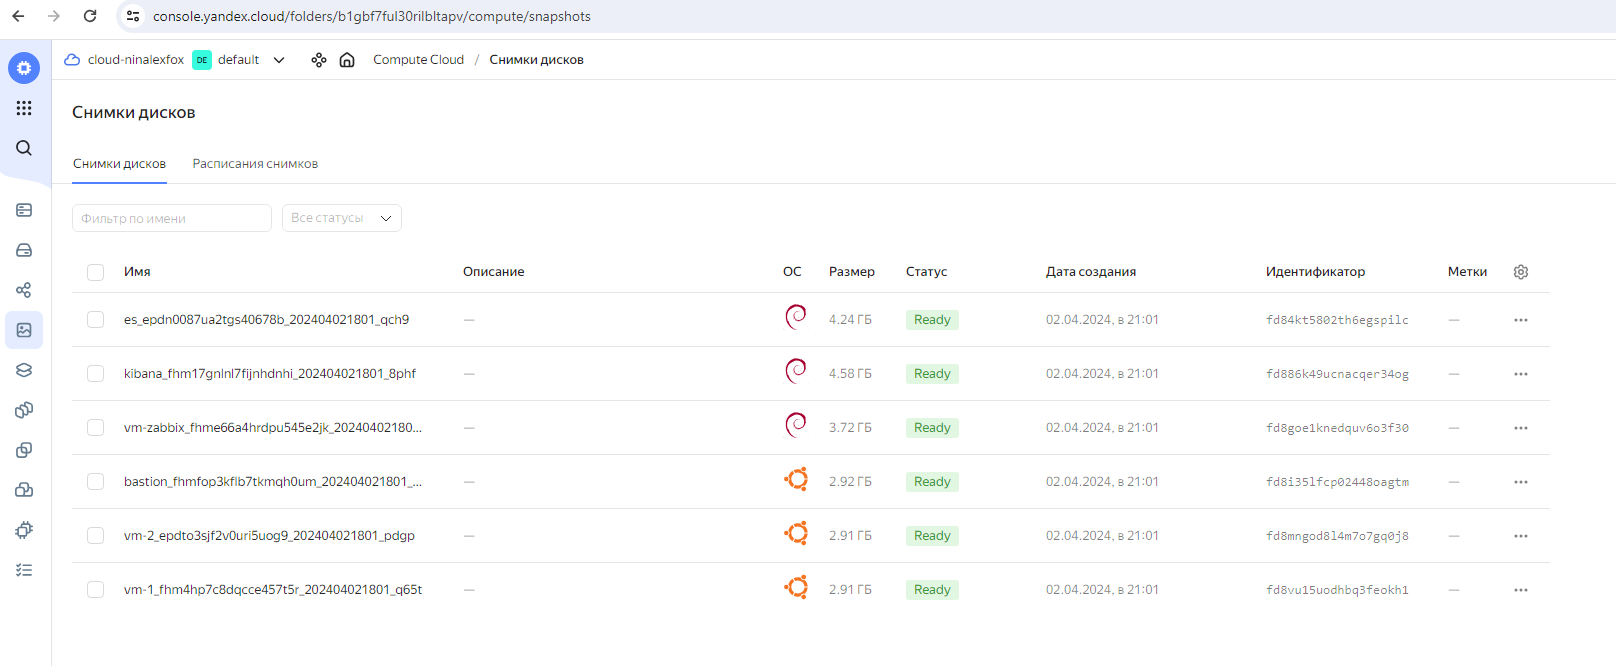 console.yandex.cloud/folders/b1gbf7ful30rilbltapv/compute/snapshots
cloud-ninalexfox DE default Compute Cloud / Снимки дисков
Снимки дисков
Снимки дисков Расписания снимков
Фильтр по имени Все статусы
Имя Описание ОС Размер Статус Дата создания Идентификатор Метки
es_epdn0087ua2tgs40678b_202404021801_qch9 — 4.24 ГБ Ready 02.04.2024, в 21:01 fd84kt5802th6egspilc —
kibana_fhm17gnlnl7fijnhdnhi_202404021801_8phf — 4.58 ГБ Ready 02.04.2024, в 21:01 fd886k49ucnacqer34og —
vm-zabbix_fhme66a4hrdpu545e2jk_20240402180... — 3.72 ГБ Ready 02.04.2024, в 21:01 fd8goe1knedquv6o3f30 —
bastion_fhmfop3kflb7tkmqh0um_202404021801_... — 2.92 ГБ Ready 02.04.2024, в 21:01 fd8i35lfcp02448oagtm —
vm-2_epdto3sjf2v0uri5uog9_202404021801_pdgp — 2.91 ГБ Ready 02.04.2024, в 21:01 fd8mngod8l4m7o7gq0j8 —
vm-1_fhm4hp7c8dqcce457t5r_202404021801_q65t — 2.91 ГБ Ready 02.04.2024, в 21:01 fd8vu15uodhbq3feokh1 —